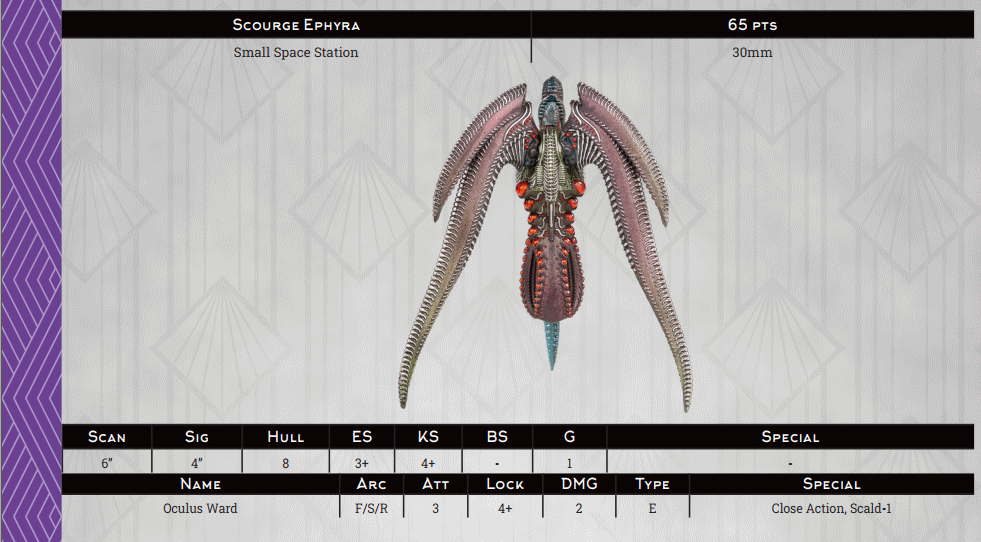 Scourge Ephyra 65 pts
Small Space Station 30mm
Scan Sig Hull ES KS BS G Special
6" 4" 8 3+ 4+ - 1 -
Name Arc Att Lock DMG Type Special
Oculus Ward F/S/R 3 4+ 2 E Close Action, Scald-1